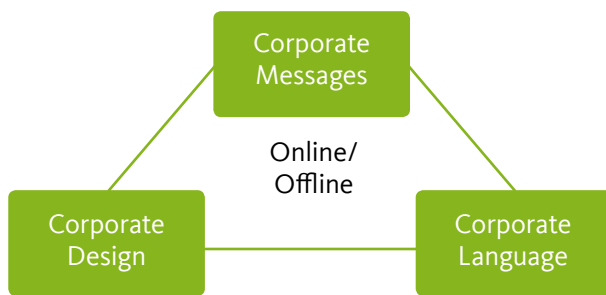 Corporate
Messages
Online/
Offline
Corporate
Design
Corporate
Language